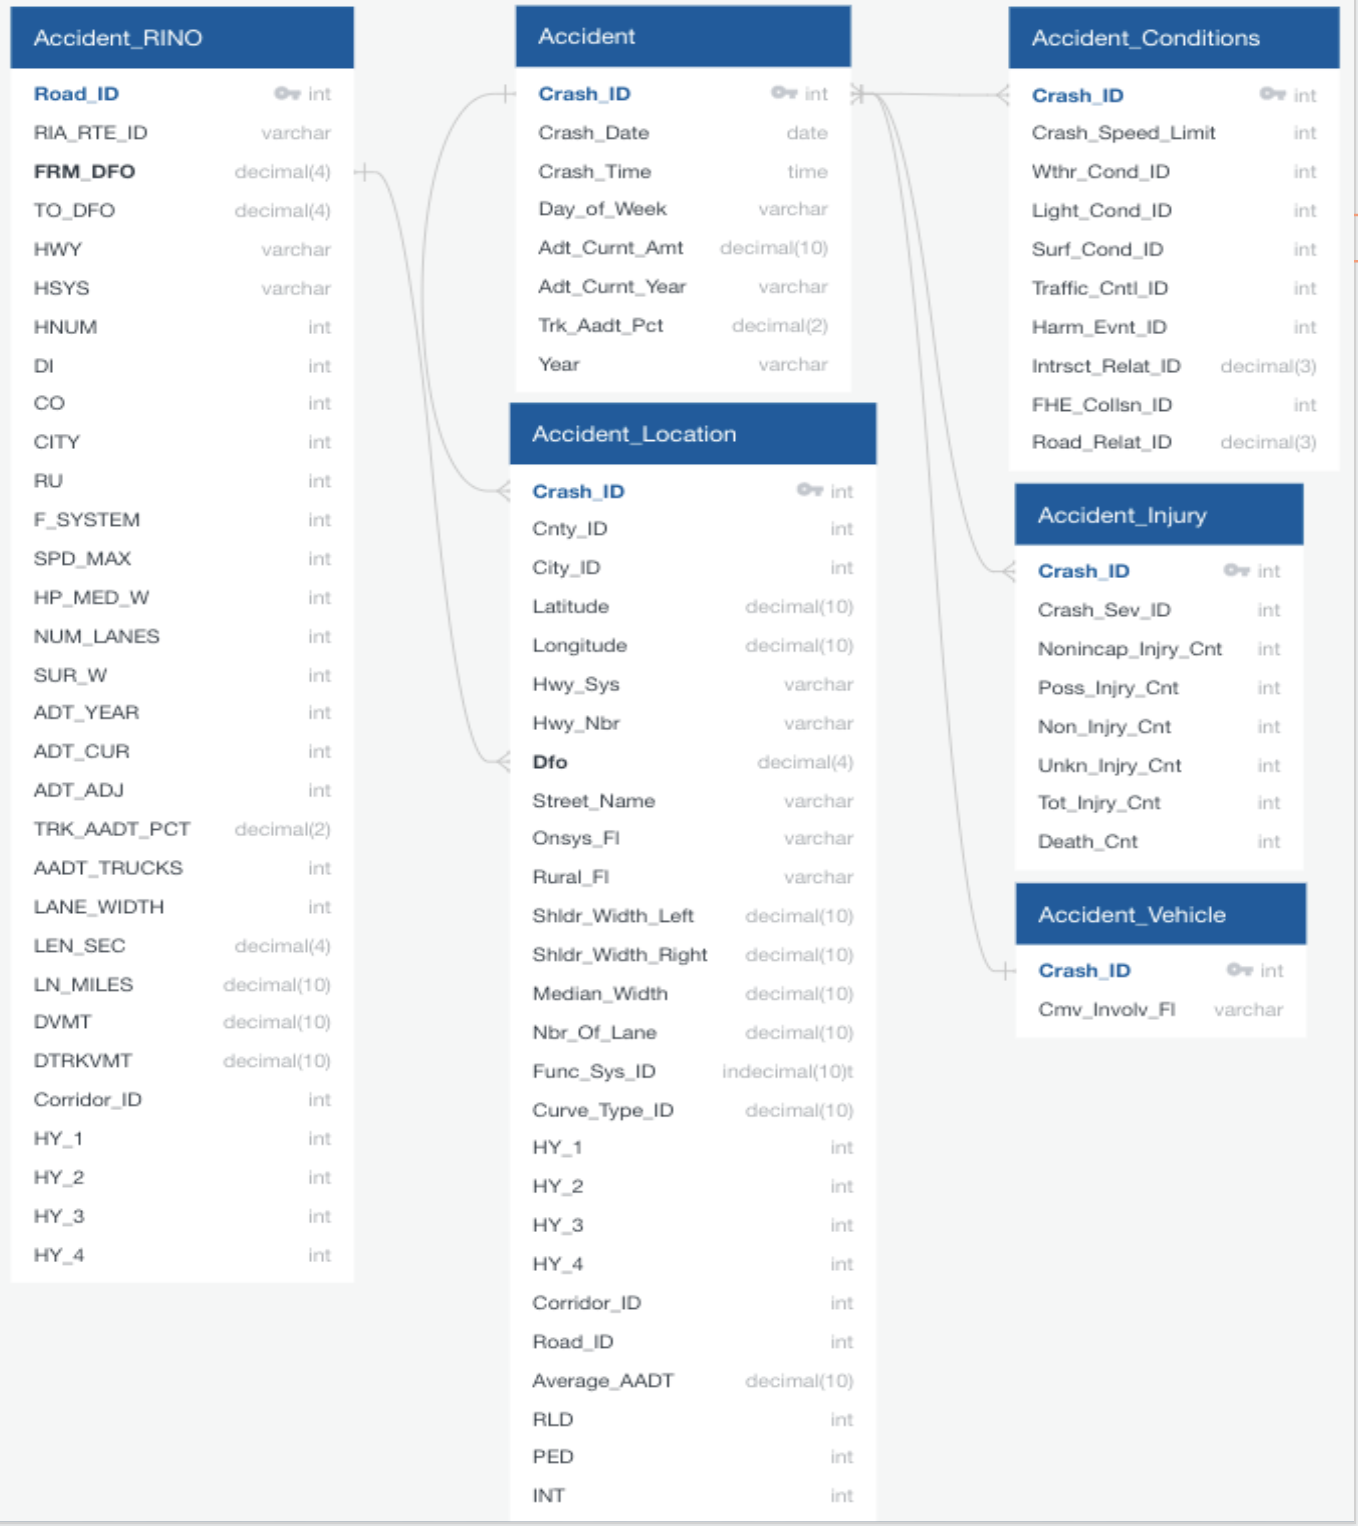 Accident_RINO
Road_ID int
RIA_RTE_ID varchar
FRM_DFO decimal(4)
TO_DFO decimal(4)
HWY varchar
HSYS varchar
HNUM int
DI int
CO int
CITY int
RU int
F_SYSTEM int
SPD_MAX int
HP_MED_W int
NUM_LANES int
SUR_W int
ADT_YEAR int
ADT_CUR int
ADT_ADJ int
TRK_AADT_PCT decimal(2)
AADT_TRUCKS int
LANE_WIDTH int
LEN_SEC decimal(4)
LN_MILES decimal(10)
DVMT decimal(10)
DTRKVMT decimal(10)
Corridor_ID int
HY_1 int
HY_2 int
HY_3 int
HY_4 int
Accident
Crash_ID int
Crash_Date date
Crash_Time time
Day_of_Week varchar
Adt_Curnt_Amt decimal(10)
Adt_Curnt_Year varchar
Trk_Aadt_Pct decimal(2)
Year varchar
Accident_Location
Crash_ID int
Cnty_ID int
City_ID int
Latitude decimal(10)
Longitude decimal(10)
Hwy_Sys varchar
Hwy_Nbr varchar
Dfo decimal(4)
Street_Name varchar
Onsys_Fl varchar
Rural_Fl varchar
Shldr_Width_Left decimal(10)
Shldr_Width_Right decimal(10)
Median_Width decimal(10)
Nbr_Of_Lane decimal(10)
Func_Sys_ID indecimal(10)t
Curve_Type_ID decimal(10)
HY_1 int
HY_2 int
HY_3 int
HY_4 int
Corridor_ID int
Road_ID int
Average_AADT decimal(10)
RLD int
PED int
INT int
Accident_Conditions
Crash_ID int
Crash_Speed_Limit int
Wthr_Cond_ID int
Light_Cond_ID int
Surf_Cond_ID int
Traffic_Cntl_ID int
Harm_Evnt_ID int
Intrsct_Relat_ID decimal(3)
FHE_Collsn_ID int
Road_Relat_ID decimal(3)
Accident_Injury
Crash_ID int
Crash_Sev_ID int
Nonincap_Injry_Cnt int
Poss_Injry_Cnt int
Non_Injry_Cnt int
Unkn_Injry_Cnt int
Tot_Injry_Cnt int
Death_Cnt int
Accident_Vehicle
Crash_ID int
Cmv_Involv_Fl varchar